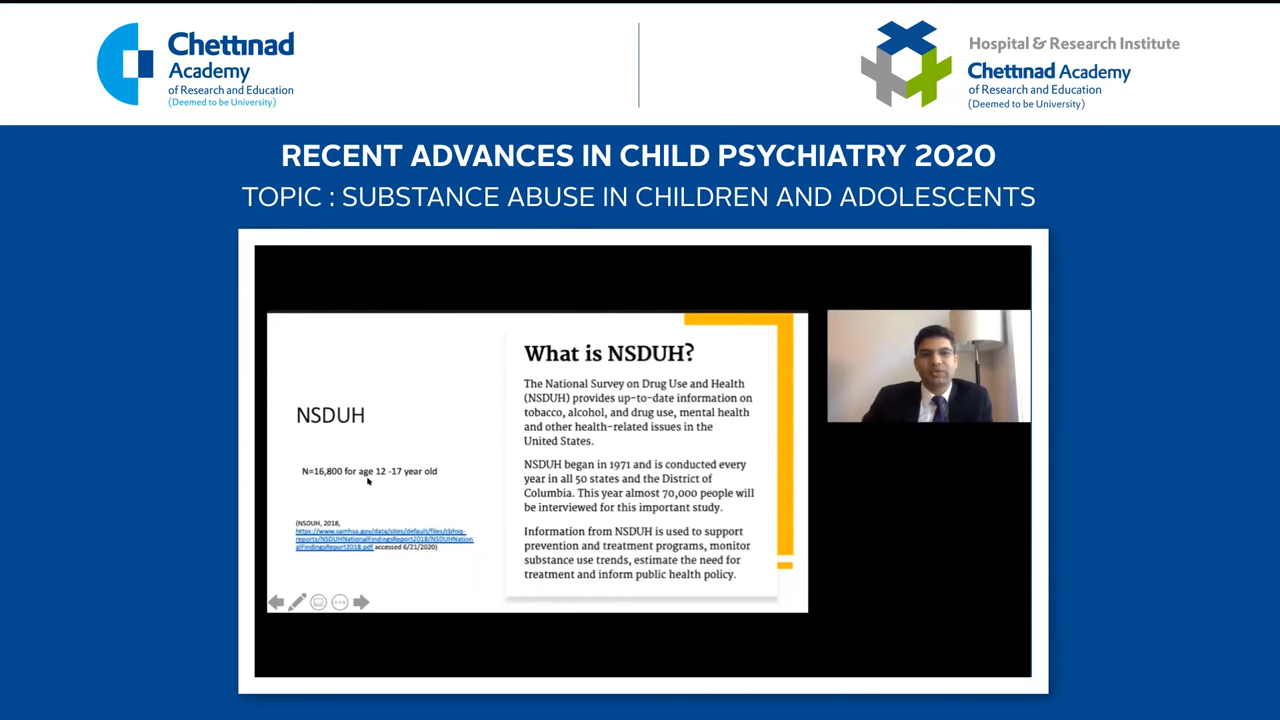 Chettinad
Academy
of Research and Education
(Deemed to be University)
Hospital & Research Institute
Chettinad Academy
of Research and Education
(Deemed to be University)
RECENT ADVANCES IN CHILD PSYCHIATRY 2020
TOPIC : SUBSTANCE ABUSE IN CHILDREN AND ADOLESCENTS
NSDUH
N=16,800 for age 12 -17 year old
(NSDUH, 2018,
https://www.samhsa.gov/data/sites/default/files/cbhsq-
reports/NSDUHNationalFindingsReport2018/NSDUHNation
alFindingsReport2018.pdf accessed 6/21/2020)
What is NSDUH?
The National Survey on Drug Use and Health
(NSDUH) provides up-to-date information on
tobacco, alcohol, and drug use, mental health
and other health-related issues in the
United States.
NSDUH began in 1971 and is conducted every
year in all 50 states and the District of
Columbia. This year almost 70,000 people will
be interviewed for this important study.
Information from NSDUH is used to support
prevention and treatment programs, monitor
substance use trends, estimate the need for
treatment and inform public health policy.